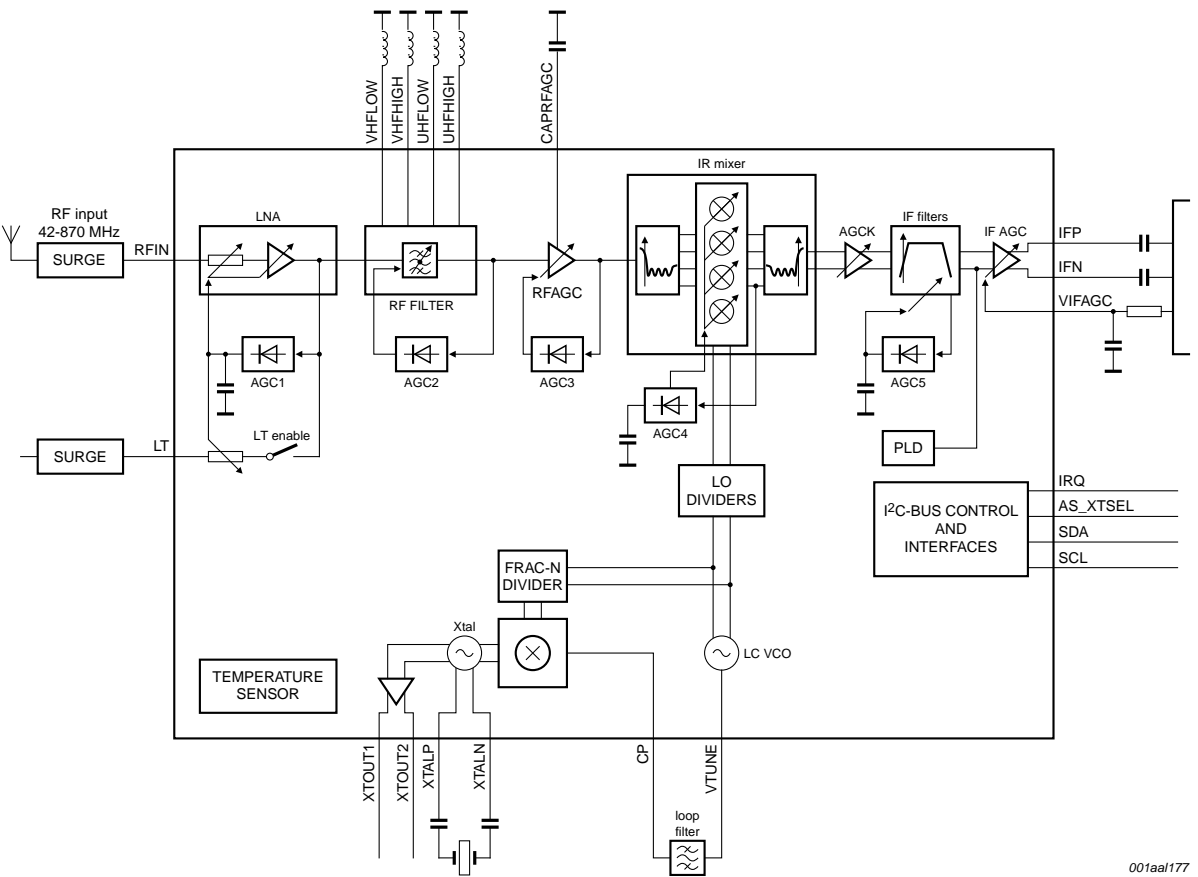 VHFLOW
VHFHIGH
UHFLOW
UHFHIGH
CAPRFAGC
RF input
42-870 MHz
SURGE
RFIN
LNA
RF FILTER
RFAGC
IR mixer
AGCK
IF filters
IF AGC
IFP
IFN
VIFAGC
AGC1
AGC2
AGC3
AGC4
AGC5
SURGE
LT
LT enable
PLD
LO
DIVIDERS
I2C-BUS CONTROL
AND
INTERFACES
IRQ
AS_XTSEL
SDA
SCL
FRAC-N
DIVIDER
Xtal
LC VCO
TEMPERATURE
SENSOR
XTOUT1
XTOUT2
XTALP
XTALN
CP
VTUNE
loop
filter
001aal177